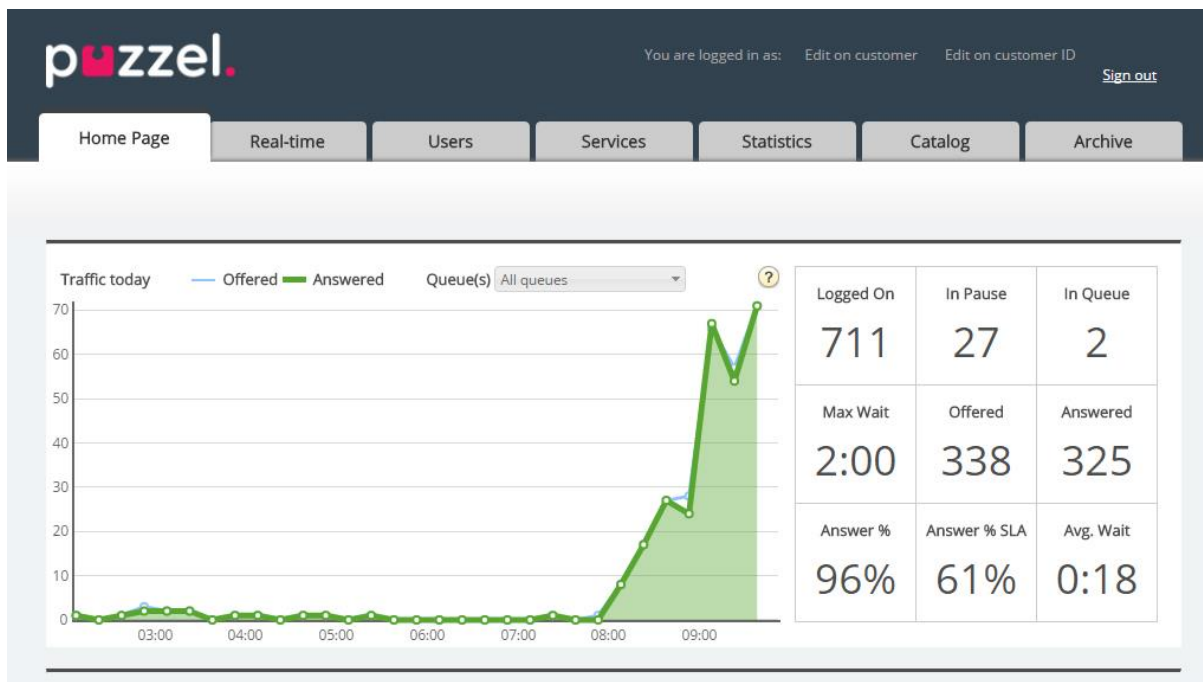 puzzel.
You are logged in as: Edit on customer Edit on customer ID
Sign out
Home Page Real-time Users Services Statistics Catalog Archive
Traffic today Offered Answered Queue(s) All queues ?
70
60
50
40
30
20
10
0
03:00 04:00 05:00 06:00 07:00 08:00 09:00
Logged On In Pause In Queue
711 27 2
Max Wait Offered Answered
2:00 338 325
Answer % Answer % SLA Avg. Wait
96% 61% 0:18